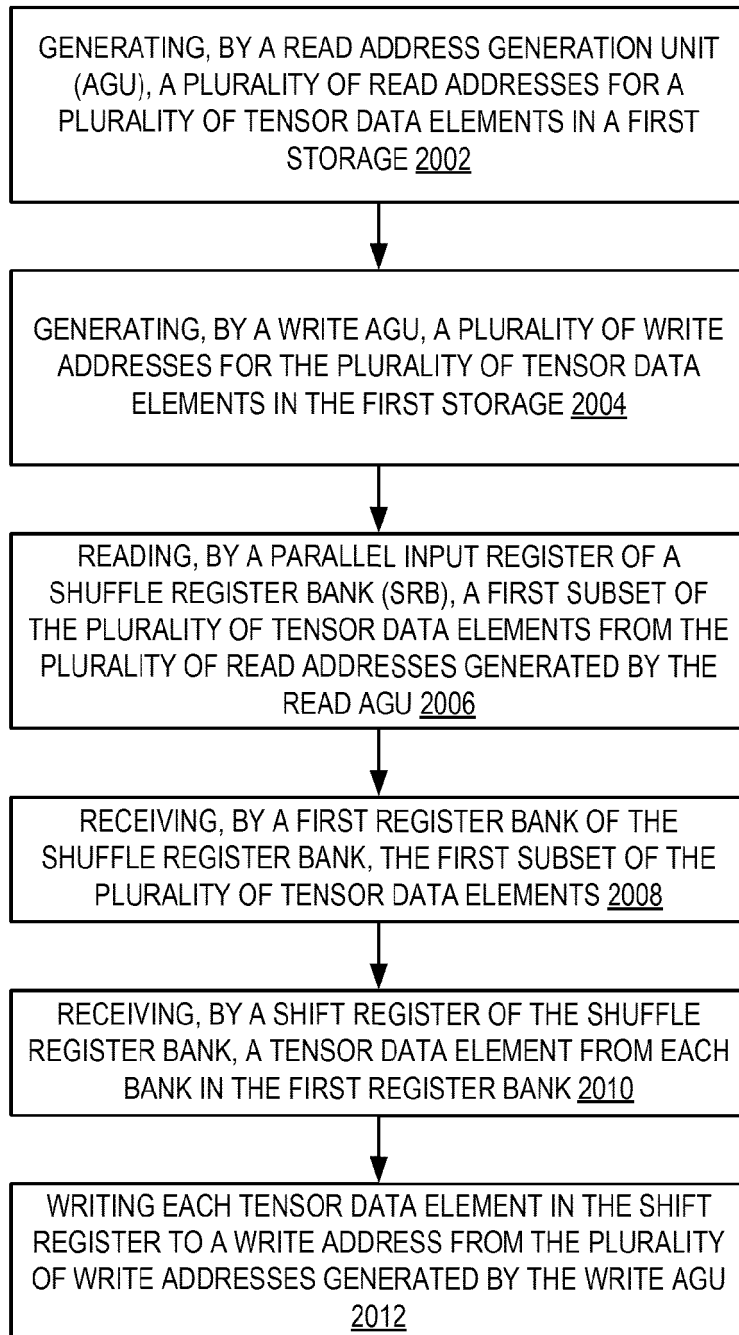 GENERATING, BY A READ ADDRESS GENERATION UNIT
(AGU), A PLURALITY OF READ ADDRESSES FOR A
PLURALITY OF TENSOR DATA ELEMENTS IN A FIRST
STORAGE 2002
GENERATING, BY A WRITE AGU, A PLURALITY OF WRITE
ADDRESSES FOR THE PLURALITY OF TENSOR DATA
ELEMENTS IN THE FIRST STORAGE 2004
READING, BY A PARALLEL INPUT REGISTER OF A
SHUFFLE REGISTER BANK (SRB), A FIRST SUBSET OF
THE PLURALITY OF TENSOR DATA ELEMENTS FROM THE
PLURALITY OF READ ADDRESSES GENERATED BY THE
READ AGU 2006
RECEIVING, BY A FIRST REGISTER BANK OF THE
SHUFFLE REGISTER BANK, THE FIRST SUBSET OF THE
PLURALITY OF TENSOR DATA ELEMENTS 2008
RECEIVING, BY A SHIFT REGISTER OF THE SHUFFLE
REGISTER BANK, A TENSOR DATA ELEMENT FROM EACH
BANK IN THE FIRST REGISTER BANK 2010
WRITING EACH TENSOR DATA ELEMENT IN THE SHIFT
REGISTER TO A WRITE ADDRESS FROM THE PLURALITY
OF WRITE ADDRESSES GENERATED BY THE WRITE AGU
2012